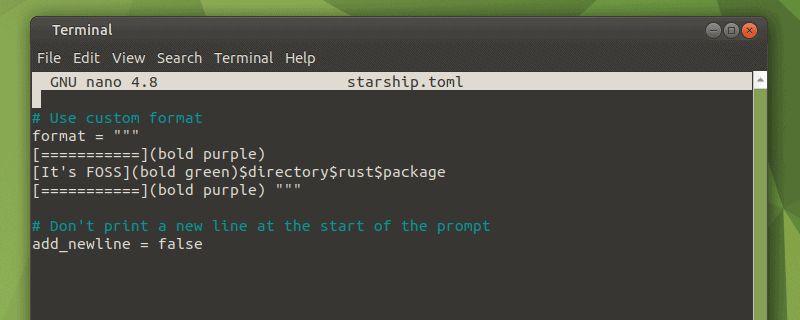 Terminal
File Edit View Search Terminal Help
GNU nano 4.8 starship.toml
# Use custom format
format = """
[===========](bold purple)
[It's FOSS](bold green)$directory$rust$package
[===========](bold purple) """
# Don't print a new line at the start of the prompt
add_newline = false